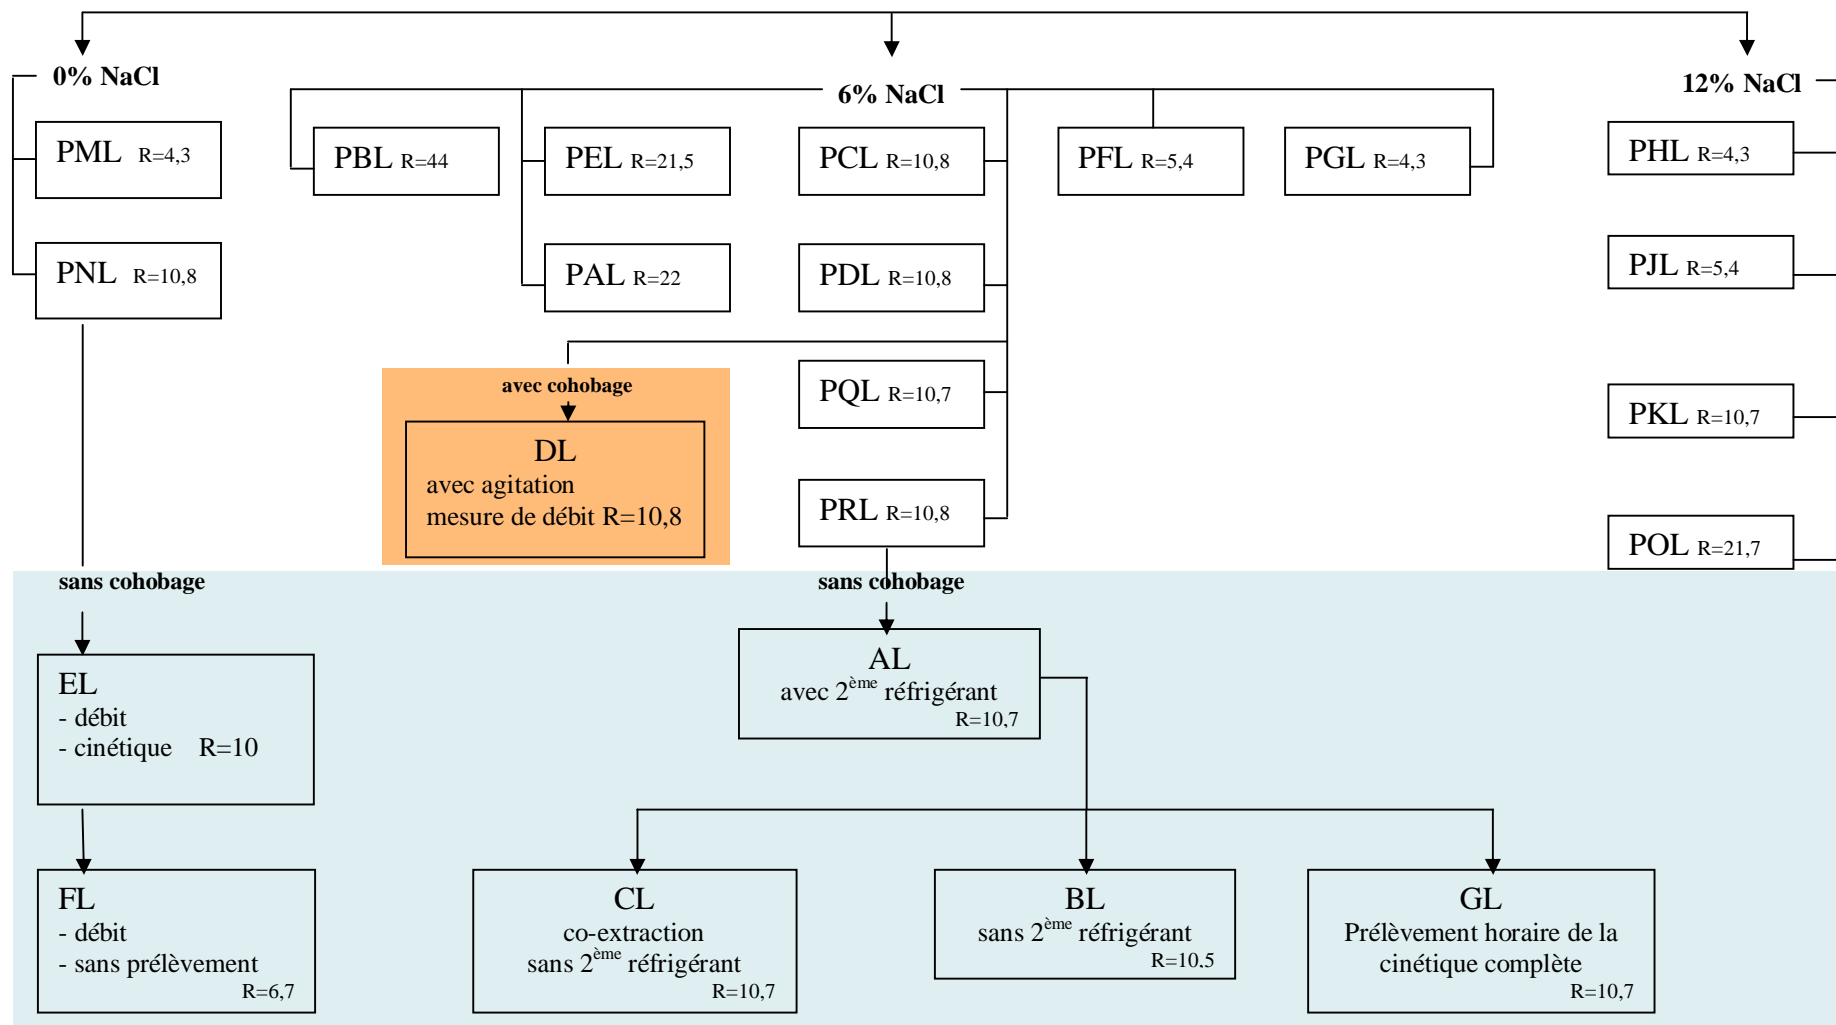 0% NaCl
6% NaCl
12% NaCl
PML R=4,3
PBL R=44
PEL R=21,5
PCL R=10,8
PFL R=5,4
PGL R=4,3
PHL R=4,3
PNL R=10,8
PAL R=22
PDL R=10,8
PJL R=5,4
avec cohobage
DL
avec agitation
mesure de débit R=10,8
PQL R=10,7
PKL R=10,7
PRL R=10,8
POL R=21,7
sans cohobage
sans cohobage
EL
- débit
- cinétique R=10
AL
avec 2ème réfrigérant
R=10,7
FL
- débit
- sans prélèvement
R=6,7
CL
co-extraction
sans 2ème réfrigérant
R=10,7
BL
sans 2ème réfrigérant
R=10,5
GL
Prélèvement horaire de la
cinétique complète
R=10,7